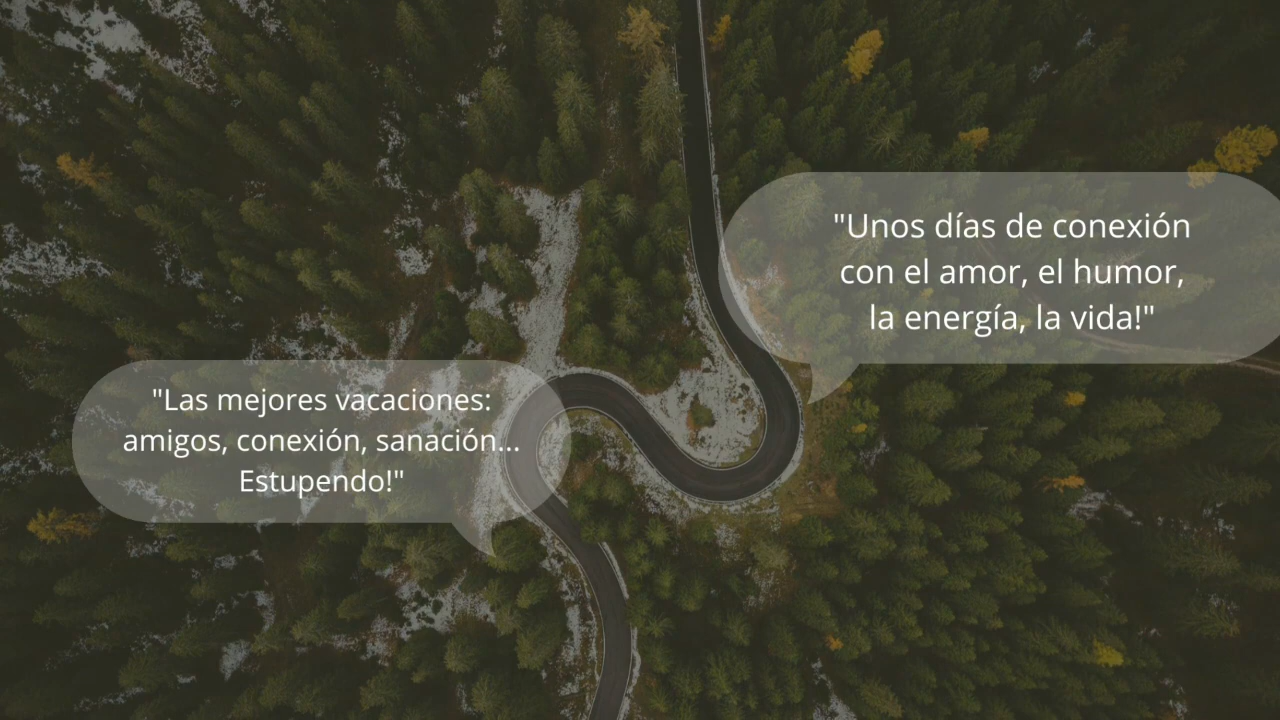 "Unos días de conexión
con el amor, el humor,
la energía, la vida!"
"Las mejores vacaciones:
amigos, conexión, sanación...
Estupendo!"